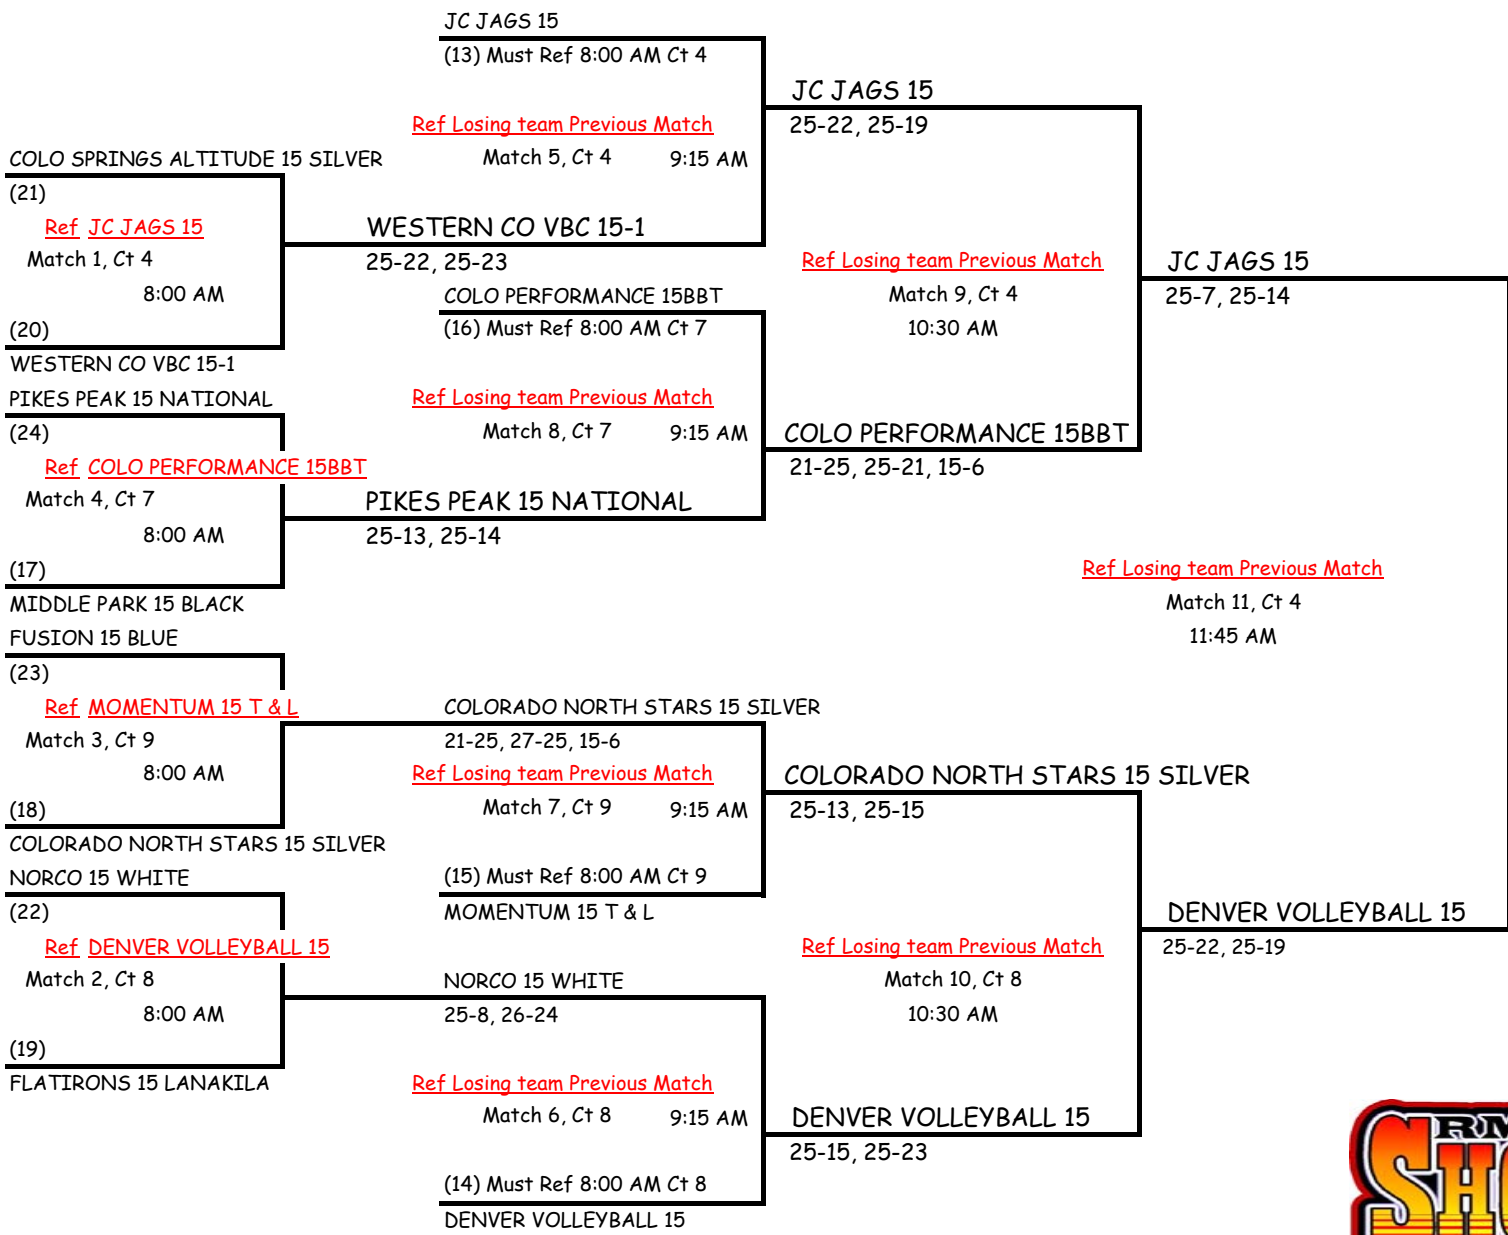 JC JAGS 15
(13) Must Ref 8:00 AM Ct 4
JC JAGS 15
Ref Losing team Previous Match
25-22, 25-19
COLO SPRINGS ALTITUDE 15 SILVER
Match 5, Ct 4 9:15 AM
(21)
Ref JC JAGS 15
WESTERN CO VBC 15-1
Match 1, Ct 4
25-22, 25-23
Ref Losing team Previous Match
JC JAGS 15
8:00 AM
COLO PERFORMANCE 15BBT
Match 9, Ct 4
25-7, 25-14
(20)
(16) Must Ref 8:00 AM Ct 7
10:30 AM
WESTERN CO VBC 15-1
PIKES PEAK 15 NATIONAL
Ref Losing team Previous Match
(24)
Match 8, Ct 7 9:15 AM
COLO PERFORMANCE 15BBT
Ref COLO PERFORMANCE 15BBT
21-25, 25-21, 15-6
Match 4, Ct 7
PIKES PEAK 15 NATIONAL
8:00 AM
25-13, 25-14
(17)
Ref Losing team Previous Match
MIDDLE PARK 15 BLACK
Match 11, Ct 4
FUSION 15 BLUE
11:45 AM
(23)
Ref MOMENTUM 15 T & L
COLORADO NORTH STARS 15 SILVER
Match 3, Ct 9
21-25, 27-25, 15-6
8:00 AM
Ref Losing team Previous Match
COLORADO NORTH STARS 15 SILVER
(18)
Match 7, Ct 9 9:15 AM
25-13, 25-15
COLORADO NORTH STARS 15 SILVER
NORCO 15 WHITE
(15) Must Ref 8:00 AM Ct 9
(22)
MOMENTUM 15 T & L
DENVER VOLLEYBALL 15
Ref DENVER VOLLEYBALL 15
Ref Losing team Previous Match
25-22, 25-19
Match 2, Ct 8
NORCO 15 WHITE
Match 10, Ct 8
8:00 AM
25-8, 26-24
10:30 AM
(19)
FLATIRONS 15 LANAKILA
Ref Losing team Previous Match
Match 6, Ct 8 9:15 AM
DENVER VOLLEYBALL 15
25-15, 25-23
(14) Must Ref 8:00 AM Ct 8
DENVER VOLLEYBALL 15